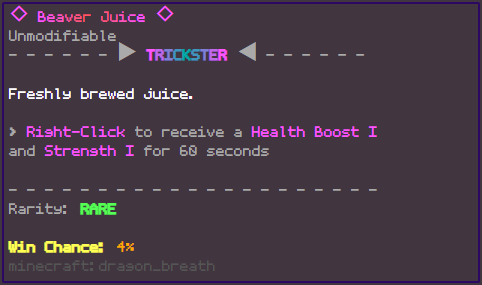 ◇ Beaver Juice ◇
Unmodifiable
- - - - - - ▶ TRICKSTER ◀ - - - - - -
Freshly brewed juice.
> Right-Click to receive a Health Boost I
and Strength I for 60 seconds
- - - - - - - - - - - - - - - - - - - - -
Rarity: RARE
Win Chance: 4%
minecraft:dragon_breath